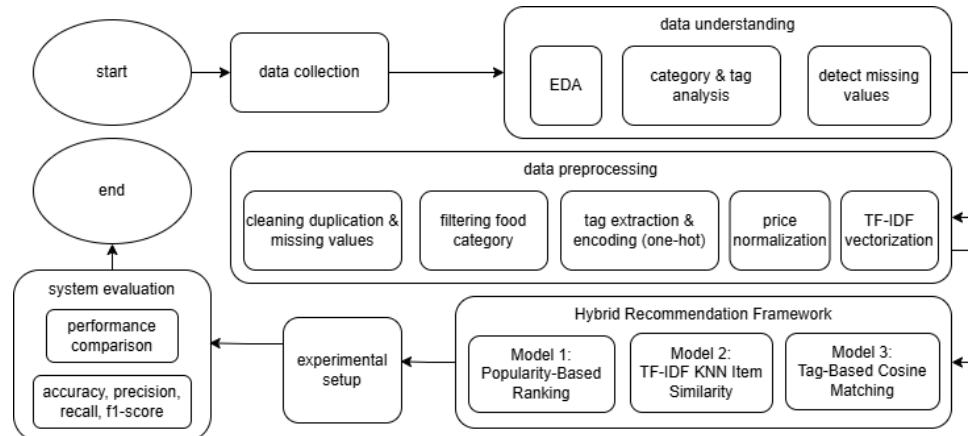 start
data collection
data understanding
EDA
category & tag
analysis
detect missing
values
data preprocessing
cleaning duplication &
missing values
filtering food
category
tag extraction &
encoding (one-hot)
price
normalization
TF-IDF
vectorization
Hybrid Recommendation Framework
Model 1:
Popularity-Based
Ranking
Model 2:
TF-IDF KNN Item
Similarity
Model 3:
Tag-Based Cosine
Matching
experimental
setup
system evaluation
performance
comparison
accuracy, precision,
recall, f1-score
end